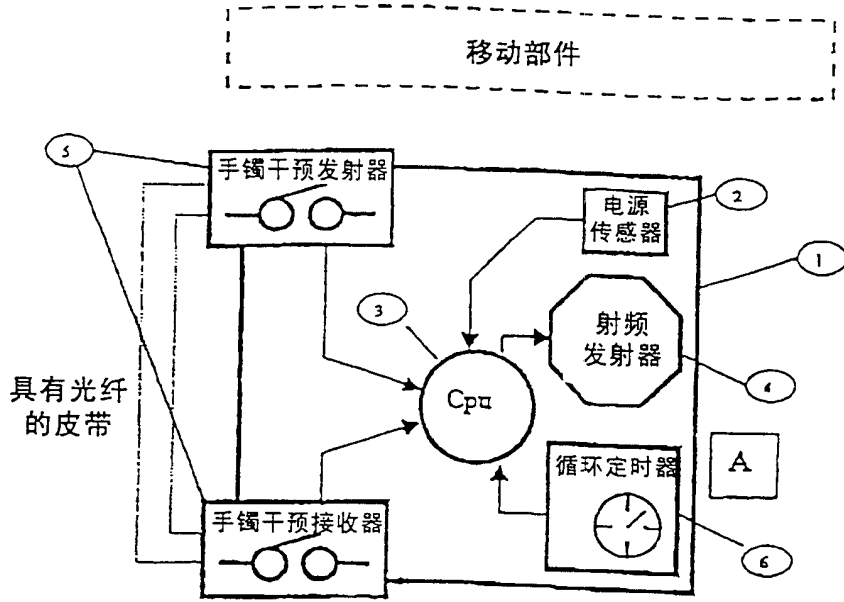 移动部件
5
手镯干预发射器
电源
传感器
2
1
3
射频
发射器
Cpu
具有光纤
的皮带
6
循环定时器
A
手镯干预接收器
6